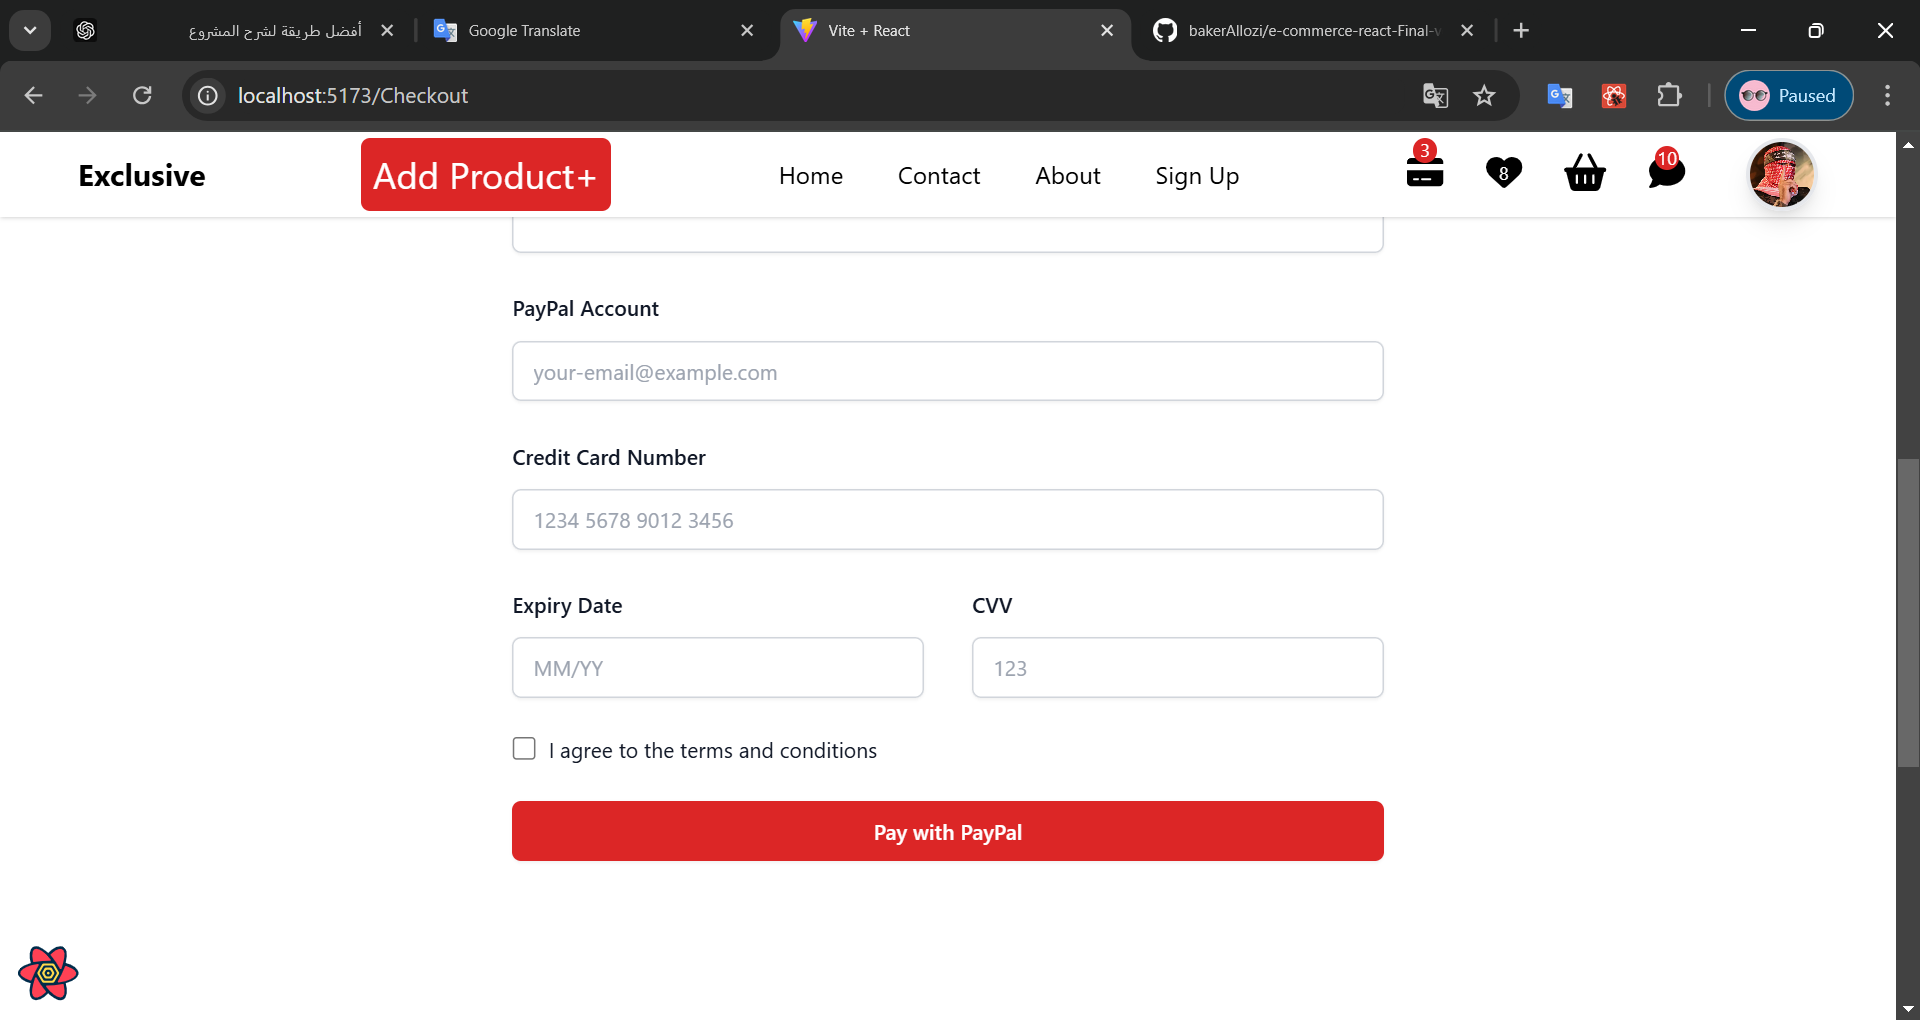 أفضل طريقة لشرح المشروع
Google Translate
Vite + React
bakerAllozi/e-commerce-react-Final-v
localhost:5173/Checkout
Paused
Exclusive
Add Product+
Home
Contact
About
Sign Up
3
8
10
PayPal Account
your-email@example.com
Credit Card Number
1234 5678 9012 3456
Expiry Date
CVV
MM/YY
123
I agree to the terms and conditions
Pay with PayPal